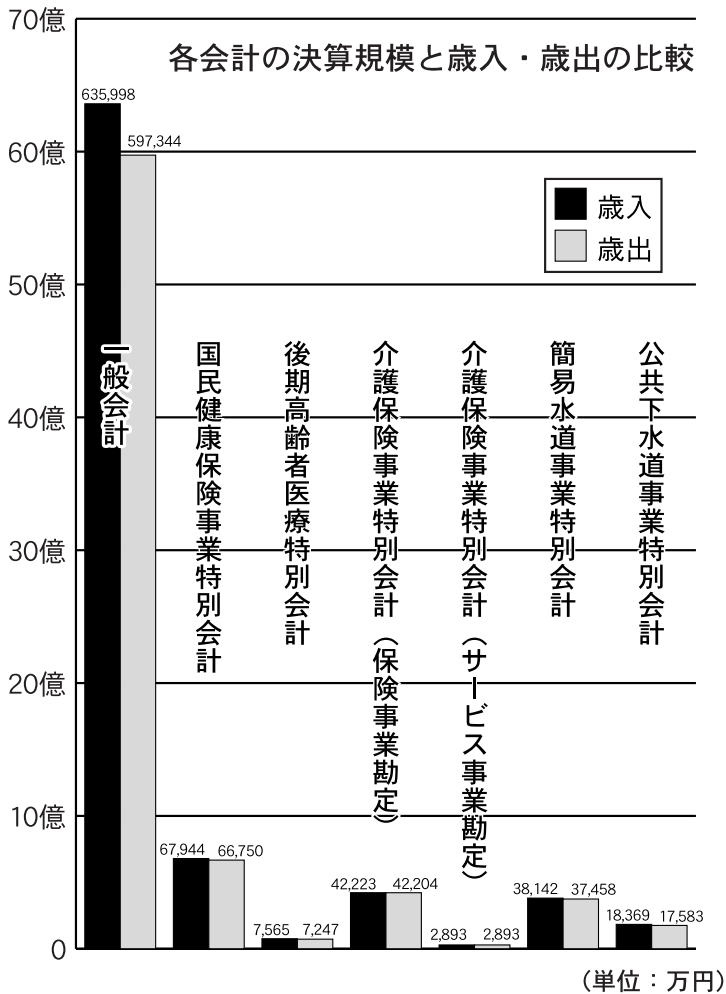 各会計の決算規模と歳入・歳出の比較
70億
60億
50億
40億
30億
20億
10億
0
歳入
歳出
635,998
597,344
一般会計
67,944
66,750
国民健康保険事業特別会計
7,565
7,247
後期高齢者医療特別会計
42,223
42,204
介護保険事業特別会計（保険事業勘定）
2,893
2,893
介護保険事業特別会計（サービス事業勘定）
38,142
37,458
簡易水道事業特別会計
18,369
17,583
公共下水道事業特別会計
（単位：万円）